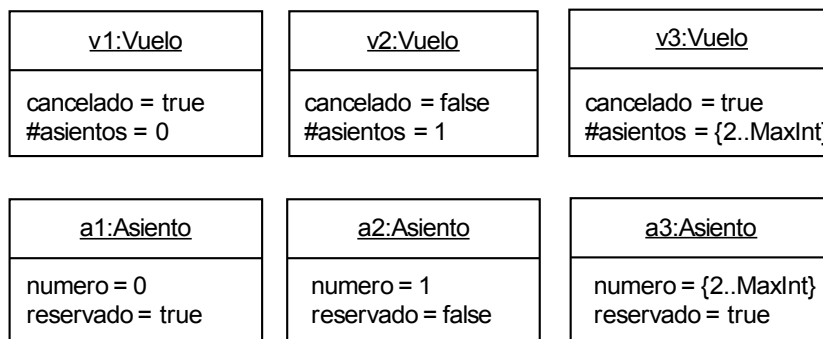 v1:Vuelo
cancelado = true
#asientos = 0
v2:Vuelo
cancelado = false
#asientos = 1
v3:Vuelo
cancelado = true
#asientos = {2..MaxInt}
a1:Asiento
numero = 0
reservado = true
a2:Asiento
numero = 1
reservado = false
a3:Asiento
numero = {2..MaxInt}
reservado = true